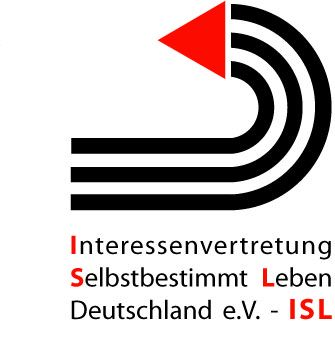 Interessenvertretung
Selbstbestimmt Leben
Deutschland e.V. - ISL